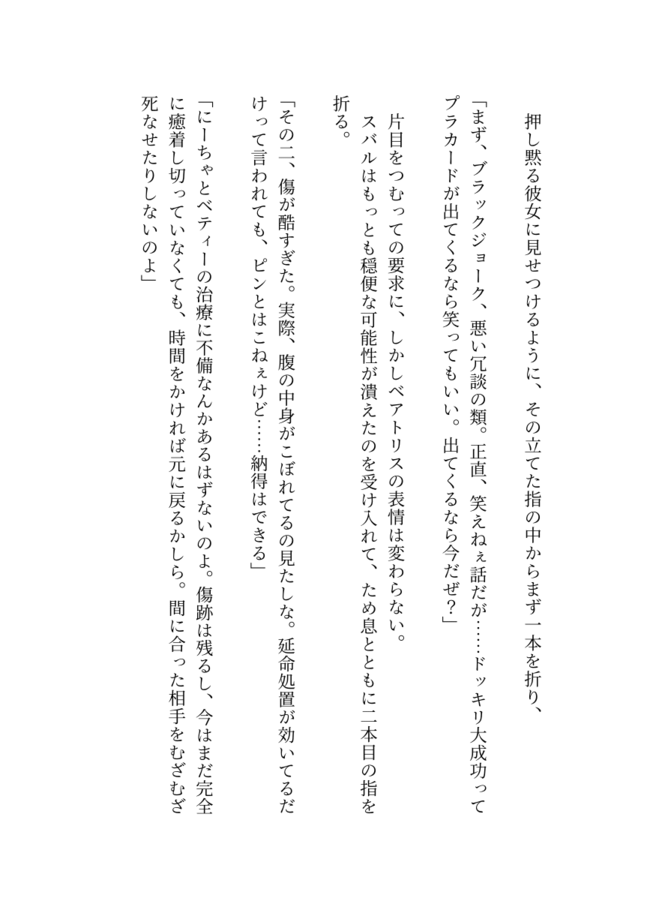 押し黙る彼女に見せつけるように、その立てた指の中からまず一本を折り、
「まず、ブラックジョーク、悪い冗談の類。正直、笑えねぇ話だが……ドッキリ大成功って
プラカードが出てくるなら笑ってもいい。出てくるなら今だぜ？」
片目をつむっての要求に、しかしベアトリスの表情は変わらない。
スバルはもっとも穏便な可能性が潰えたのを受け入れて、ため息とともに二本目の指を
折る。
「その二、傷が酷すぎた。実際、腹の中身がこぼれてるの見たしな。延命処置が効いてるだ
けって言われても、ピンとはこねぇけど……納得はできる」
「にーちゃとベティーの治療に不備なんかあるはずないのよ。傷跡は残るし、今はまだ完全
に癒着し切っていなくても、時間をかければ元に戻るかしら。間に合った相手をむざむざ
死なせたりしないのよ」